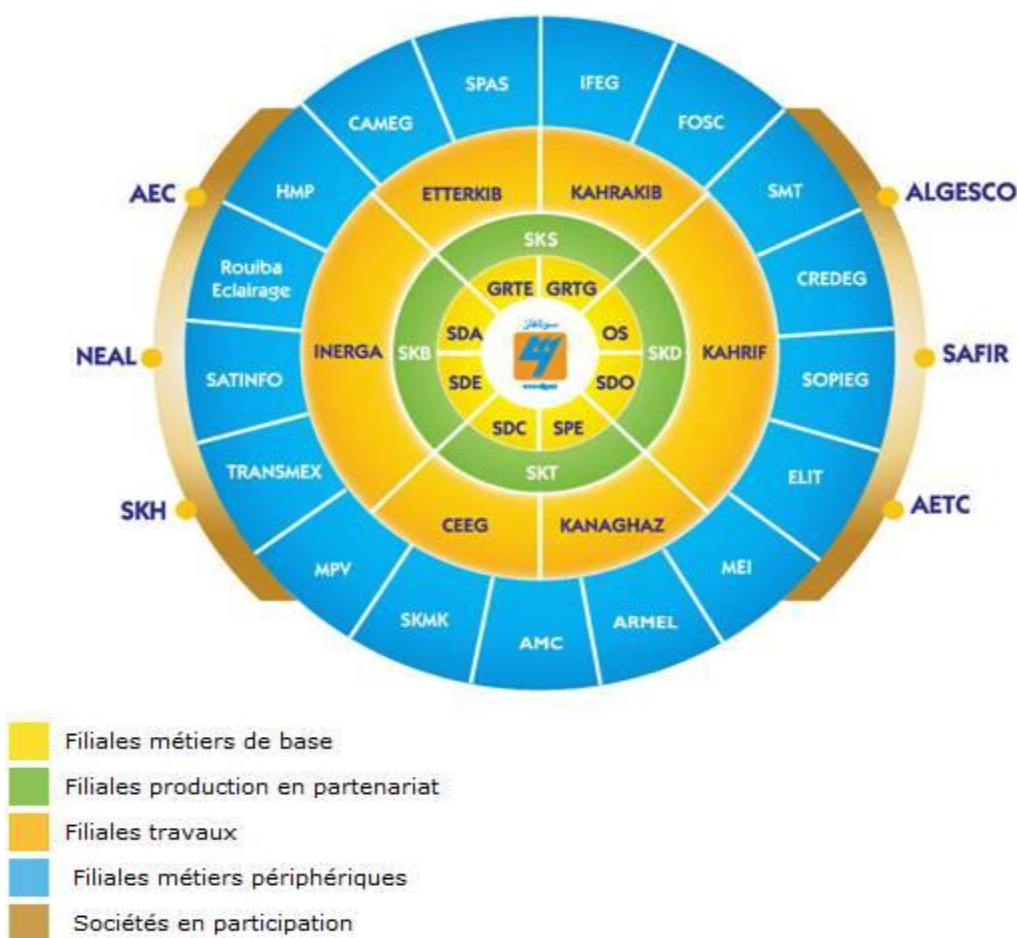 SPAS
IFEG
CAMEG
FOSC
HMP
SMT
AEC
ALGESCO
ETTERKIB
KAHRAKIB
SKS
Rouiba
Eclairage
CREDEG
GRTE
GRTG
SDA
OS
سونلغاز
NEAL
INERGA
SKB
SKD
KAHRIF
SAFIR
SATINFO
SOPIEG
SDE
SDO
SDC
SPE
TRANSMEX
SKT
ELIT
SKH
AETC
CEEG
KANAGHAZ
MPV
MEI
SKMK
ARMEL
AMC
Filiales métiers de base
Filiales production en partenariat
Filiales travaux
Filiales métiers périphériques
Sociétés en participation